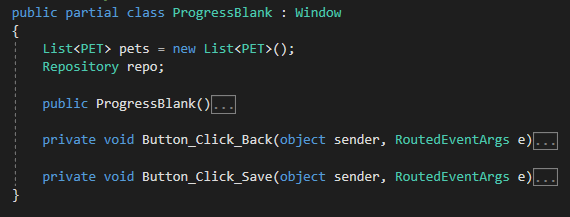 public partial class ProgressBlank : Window
{
List<PET> pets = new List<PET>();
Repository repo;
public ProgressBlank()...
private void Button_Click_Back(object sender, RoutedEventArgs e)...
private void Button_Click_Save(object sender, RoutedEventArgs e)...
}